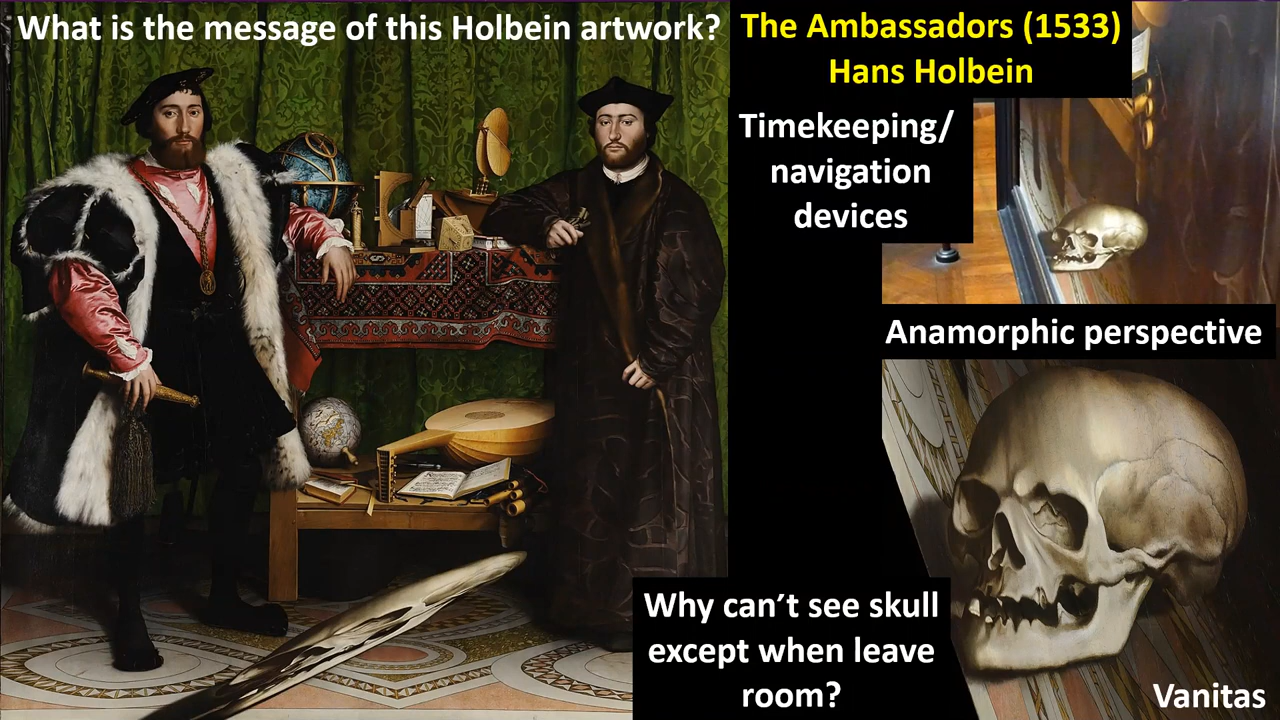 What is the message of this Holbein artwork?
The Ambassadors (1533)
Hans Holbein
Timekeeping/
navigation
devices
Anamorphic perspective
Why can’t see skull
except when leave
room?
Vanitas